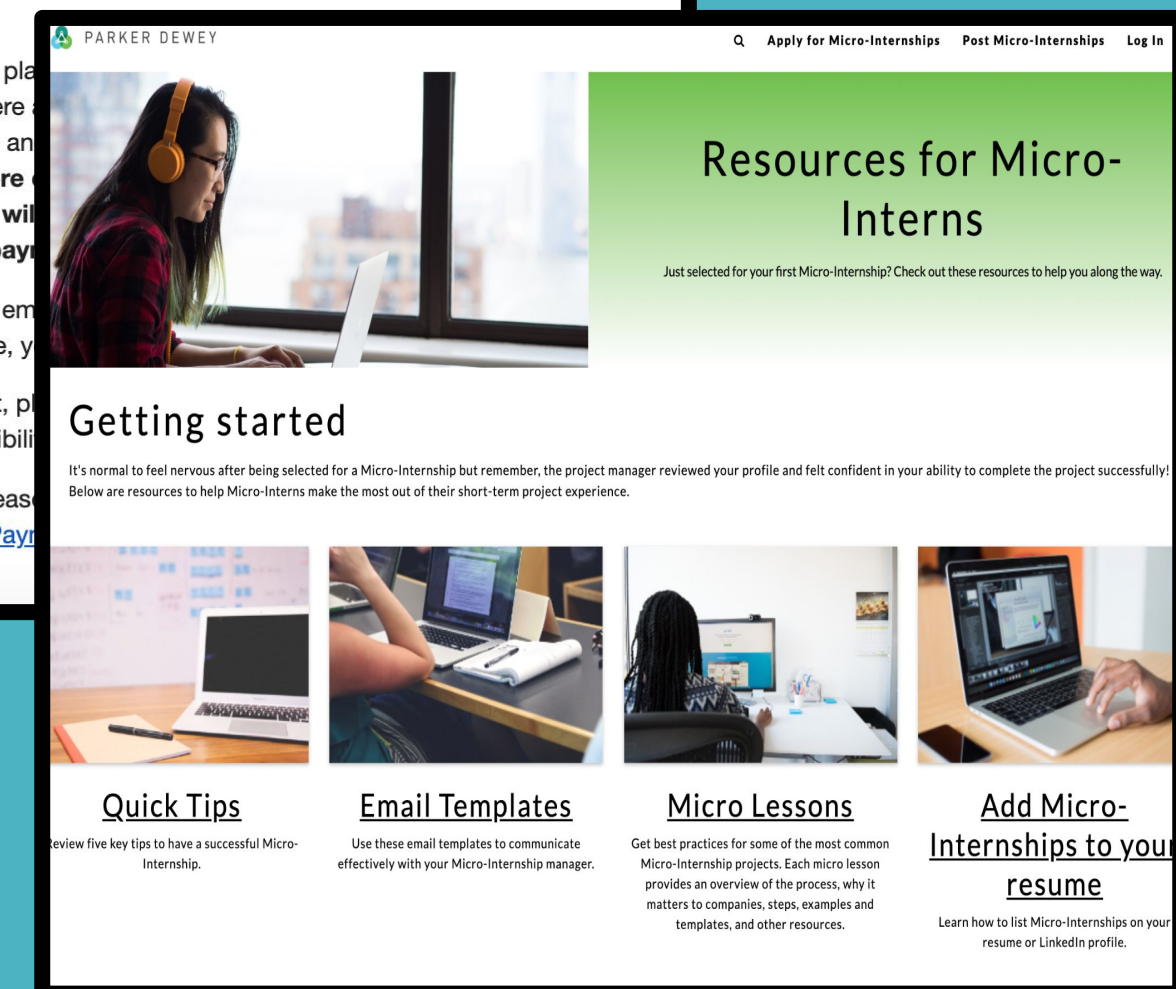 PARKER DEWEY
Apply for Micro-Internships Post Micro-Internships Log In
Resources for Micro-
Interns
Just selected for your first Micro-Internship? Check out these resources to help you along the way.
Getting started
It's normal to feel nervous after being selected for a Micro-Internship but remember, the project manager reviewed your profile and felt confident in your ability to complete the project successfully!
Below are resources to help Micro-Interns make the most out of their short-term project experience.
Quick Tips
Review five key tips to have a successful Micro-
Internship.
Email Templates
Use these email templates to communicate
effectively with your Micro-Internship manager.
Micro Lessons
Get best practices for some of the most common
Micro-Internship projects. Each micro lesson
provides an overview of the process, why it
matters to companies, steps, examples and
templates, and other resources.
Add Micro-
Internships to your
resume
Learn how to list Micro-Internships on your
resume or LinkedIn profile.